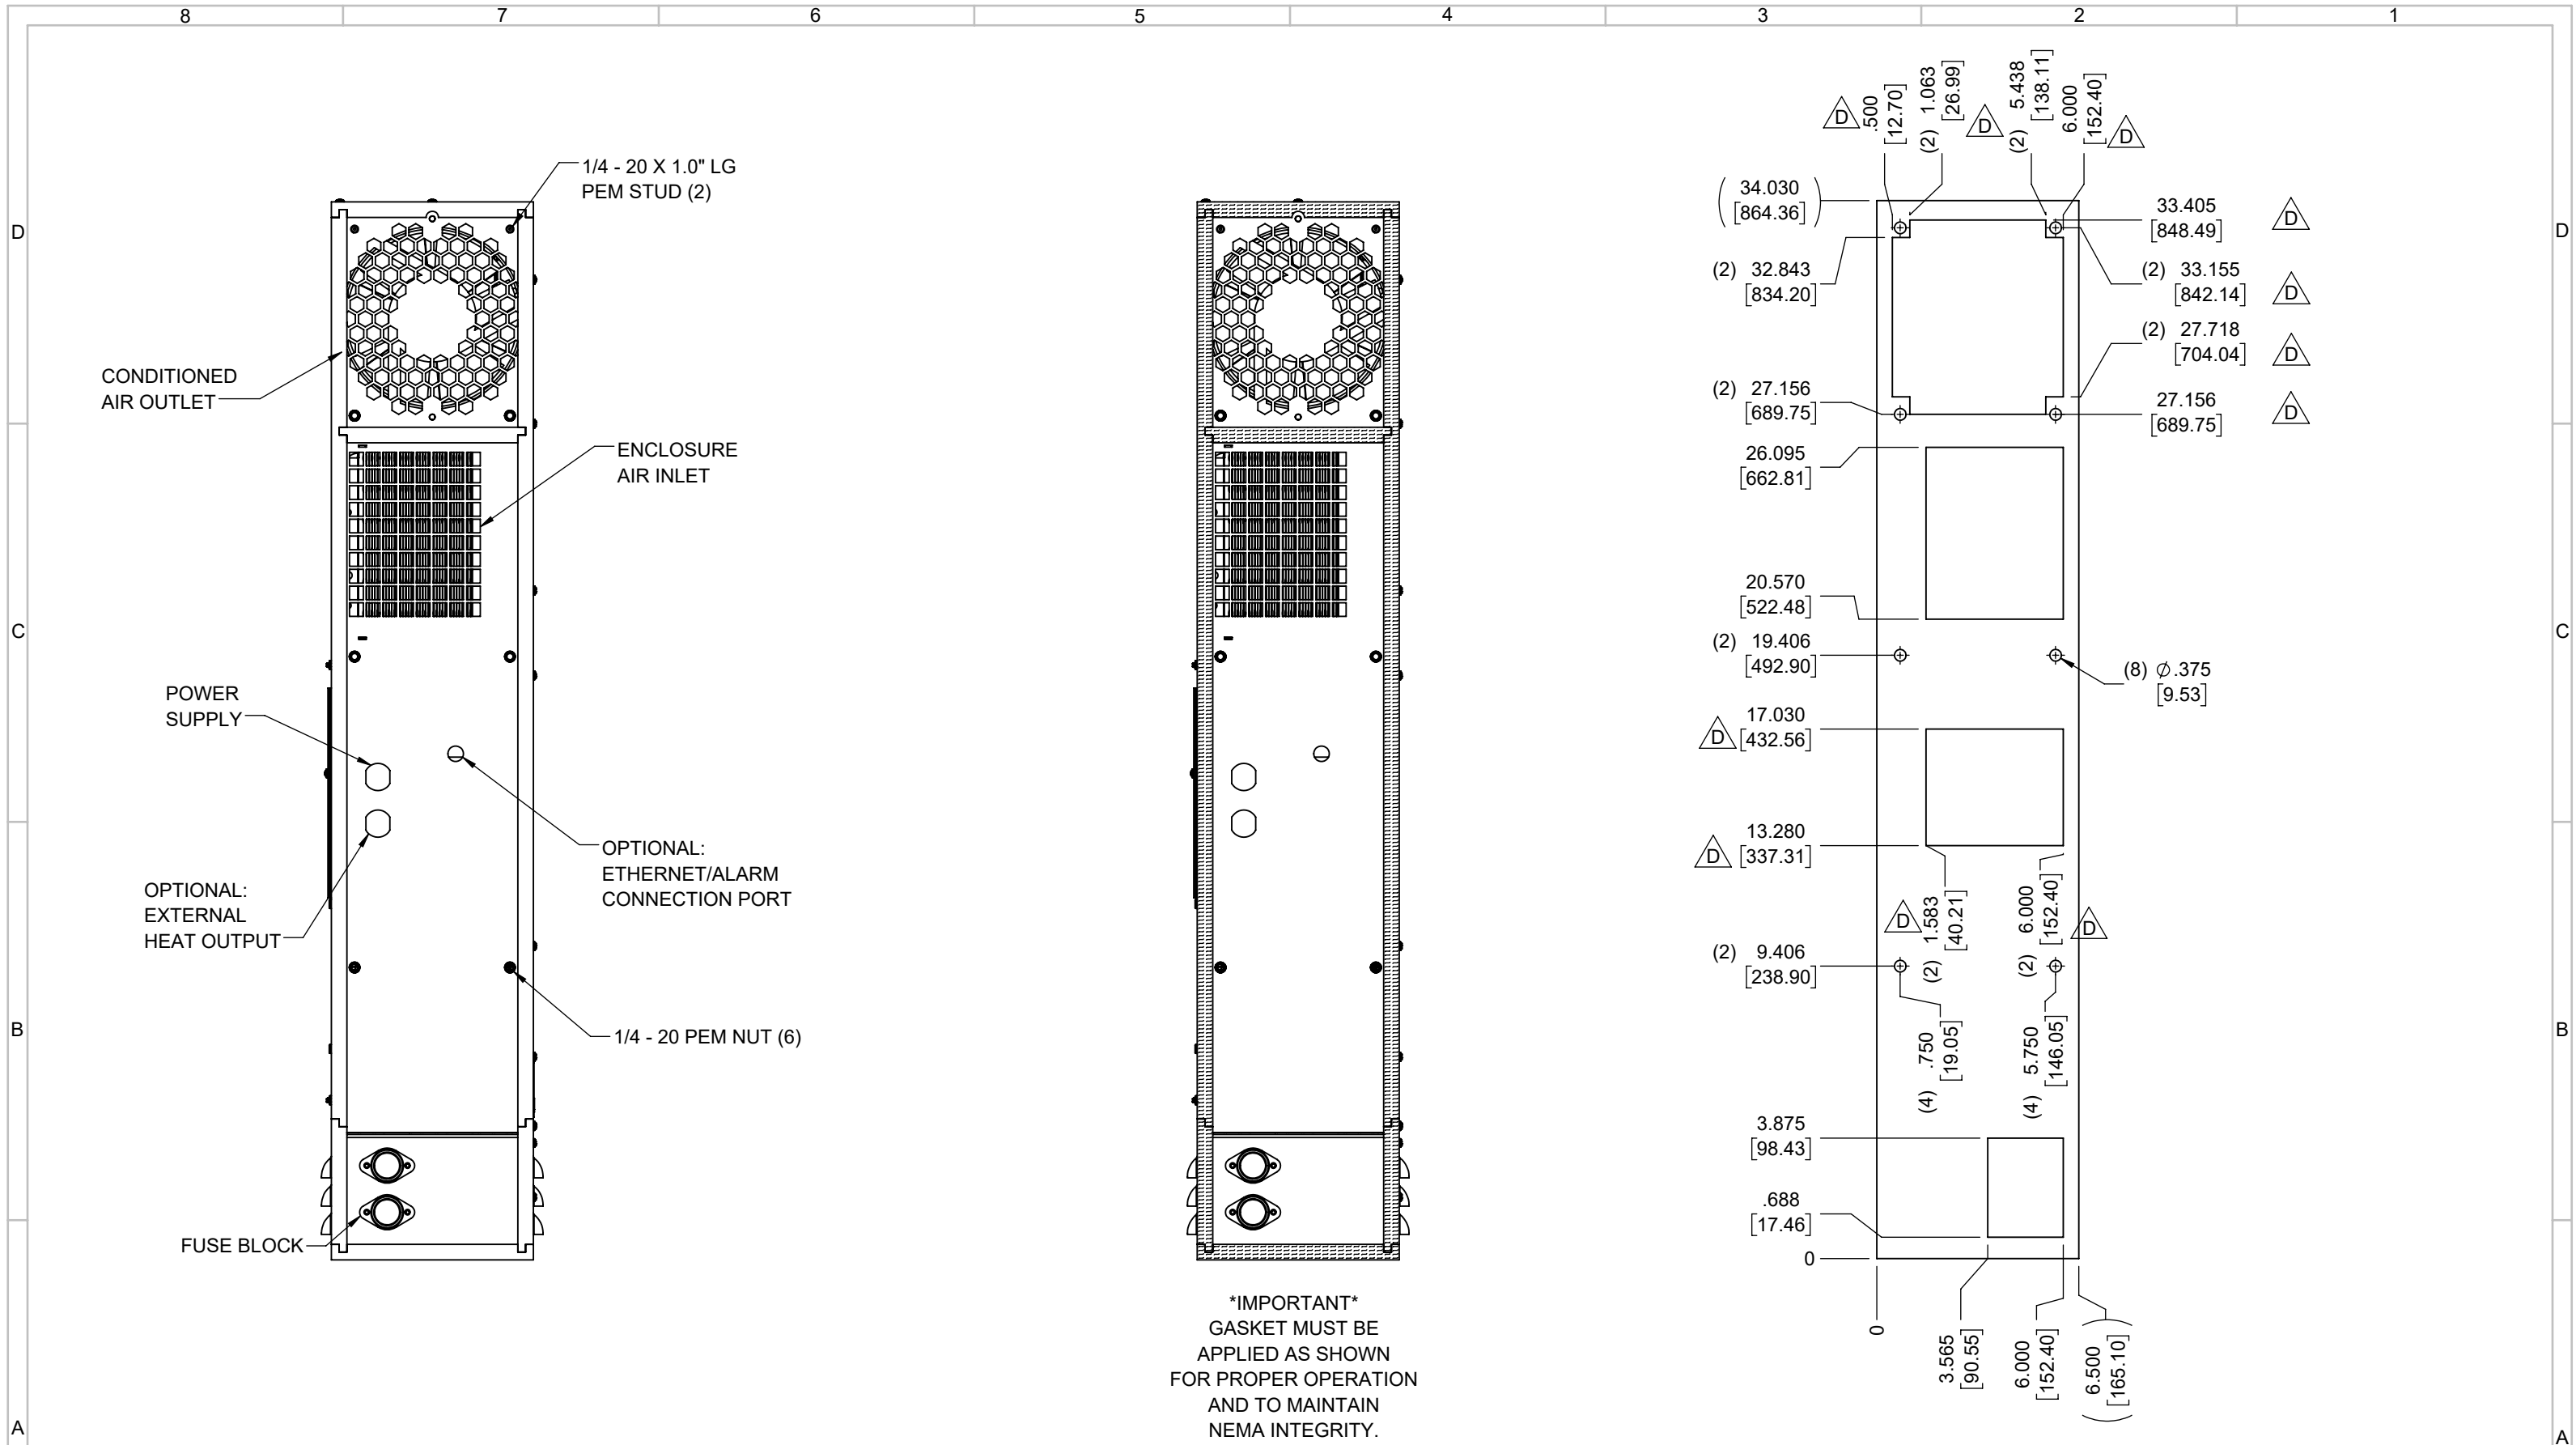 8 7 6 5 4 3 2 1
D
C
B
A
1/4 - 20 X 1.0" LG
PEM STUD (2)
CONDITIONED
AIR OUTLET
ENCLOSURE
AIR INLET
POWER
SUPPLY
OPTIONAL:
ETHERNET/ALARM
CONNECTION PORT
OPTIONAL:
EXTERNAL
HEAT OUTPUT
1/4 - 20 PEM NUT (6)
FUSE BLOCK
*IMPORTANT*
GASKET MUST BE
APPLIED AS SHOWN
FOR PROPER OPERATION
AND TO MAINTAIN
NEMA INTEGRITY.
D .500
[12.70]
(2) 1.063
[26.99]
D
(2) 5.438
[138.11]
6.000
[152.40]
D
(34.030
[864.36])
33.405
[848.49]
D
(2) 32.843
[834.20]
(2) 33.155
[842.14]
D
(2) 27.718
[704.04]
D
(2) 27.156
[689.75]
27.156
[689.75]
D
26.095
[662.81]
20.570
[522.48]
(2) 19.406
[492.90]
(8) Ø.375
[9.53]
17.030
D [432.56]
13.280
D [337.31]
D
(2) 1.583
[40.21]
(2) 6.000
[152.40]
D
(2) 9.406
[238.90]
(4) .750
[19.05]
(4) 5.750
[146.05]
3.875
[98.43]
.688
[17.46]
0
0
3.565
[90.55]
6.000
[152.40]
(6.500
[165.10])
D
C
B
A